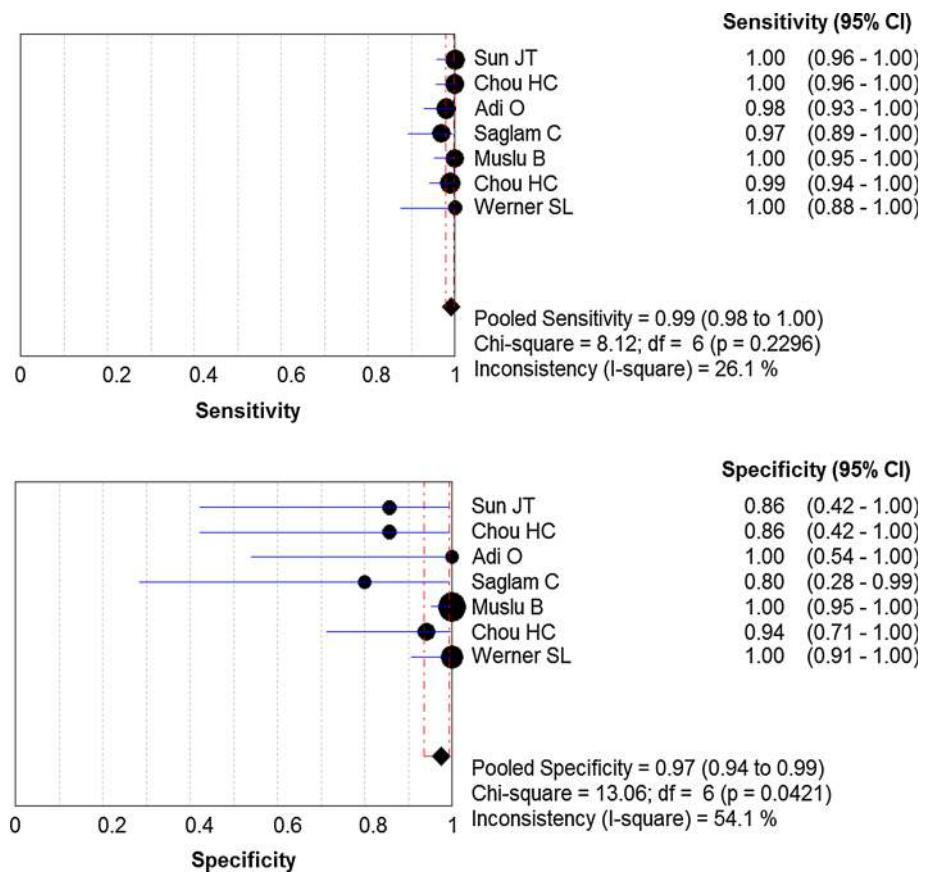 Sensitivity (95% CI)
Sun JT 1.00 (0.96 - 1.00)
Chou HC 1.00 (0.96 - 1.00)
Adi O 0.98 (0.93 - 1.00)
Saglam C 0.97 (0.89 - 1.00)
Muslu B 1.00 (0.95 - 1.00)
Chou HC 0.99 (0.94 - 1.00)
Werner SL 1.00 (0.88 - 1.00)
Pooled Sensitivity = 0.99 (0.98 to 1.00)
Chi-square = 8.12; df = 6 (p = 0.2296)
Inconsistency (I-square) = 26.1 %
0 0.2 0.4 0.6 0.8 1
Sensitivity
Specificity (95% CI)
Sun JT 0.86 (0.42 - 1.00)
Chou HC 0.86 (0.42 - 1.00)
Adi O 1.00 (0.54 - 1.00)
Saglam C 0.80 (0.28 - 0.99)
Muslu B 1.00 (0.95 - 1.00)
Chou HC 0.94 (0.71 - 1.00)
Werner SL 1.00 (0.91 - 1.00)
Pooled Specificity = 0.97 (0.94 to 0.99)
Chi-square = 13.06; df = 6 (p = 0.0421)
Inconsistency (I-square) = 54.1 %
0 0.2 0.4 0.6 0.8 1
Specificity